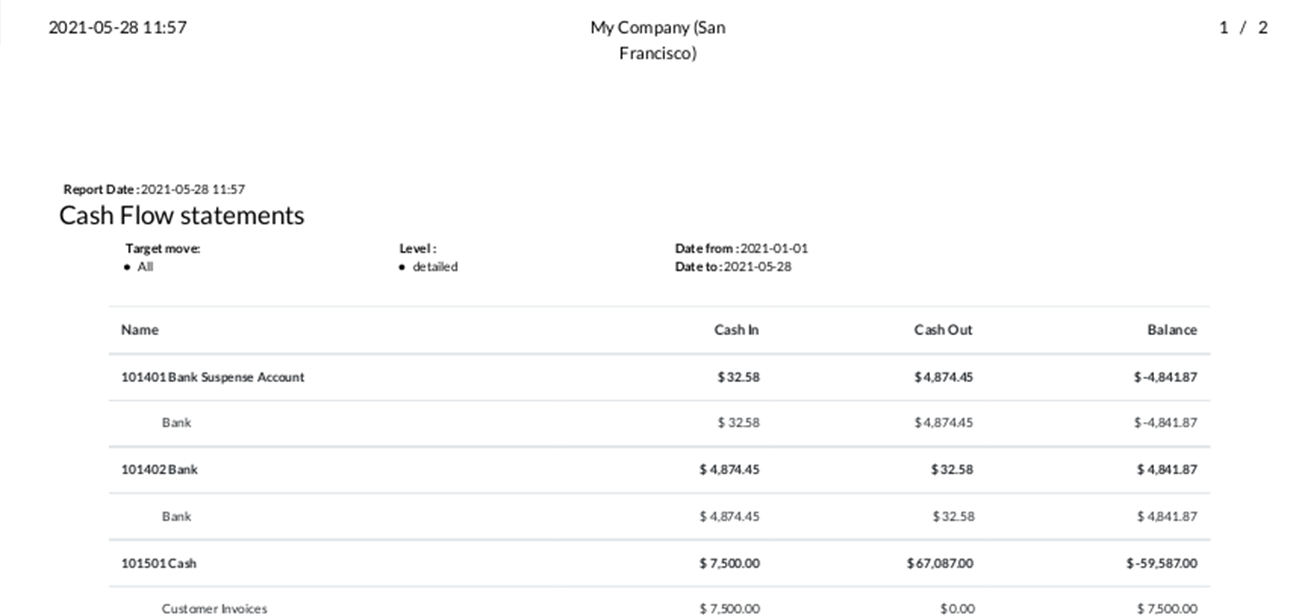 2021-05-28 11:57 My Company (San 1 / 2
Francisco)
Report Date : 2021-05-28 11:57
Cash Flow statements
Target move: Level : Date from : 2021-01-01
• All • detailed Date to : 2021-05-28
Name Cash In Cash Out Balance
101401 Bank Suspense Account $ 32.58 $ 4,874.45 $ -4,841.87
Bank $ 32.58 $ 4,874.45 $ -4,841.87
101402 Bank $ 4,874.45 $ 32.58 $ 4,841.87
Bank $ 4,874.45 $ 32.58 $ 4,841.87
101501 Cash $ 7,500.00 $ 67,087.00 $ -59,587.00
Customer Invoices $ 7,500.00 $ 0.00 $ 7,500.00